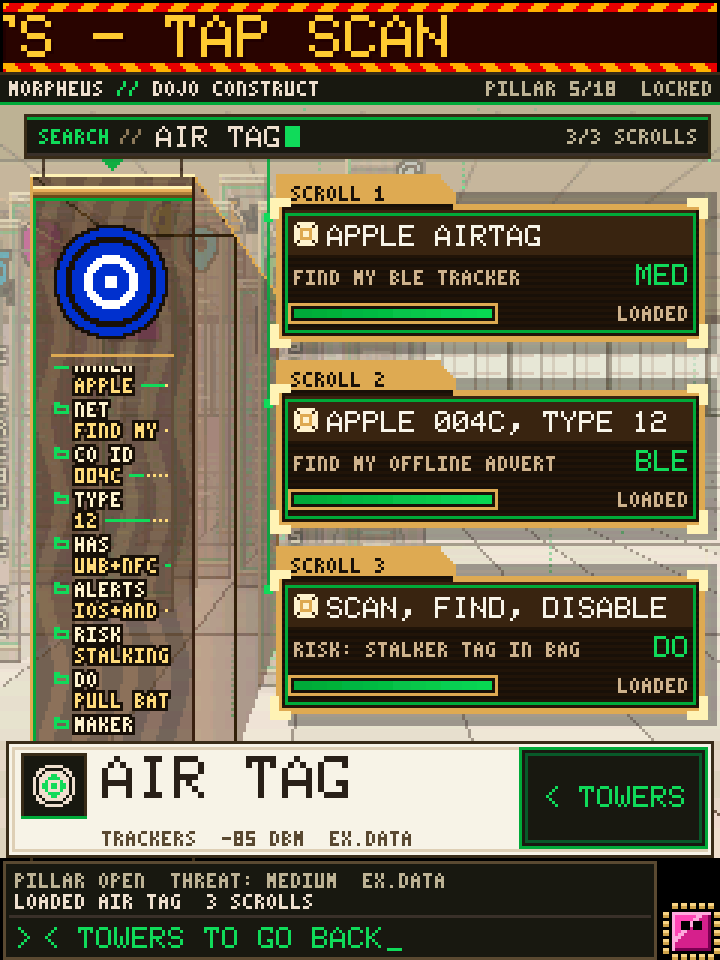 'S - TAP SCAN
MORPHEUS // DOJO CONSTRUCT
PILLAR 5/18 LOCKED
SEARCH // AIR TAG
3/3 SCROLLS
APPLE
NET
FIND MY
CO ID
004C
TYPE
12
HAS
UWB+NFC
ALERTS
IOS+AND
RISK
STALKING
DO
PULL BAT
MAKER
SCROLL 1
APPLE AIRTAG
FIND MY BLE TRACKER MED
LOADED
SCROLL 2
APPLE 004C, TYPE 12
FIND MY OFFLINE ADVERT BLE
LOADED
SCROLL 3
SCAN, FIND, DISABLE
RISK: STALKER TAG IN BAG DO
LOADED
AIR TAG
TRACKERS -85 DBM EX.DATA
< TOWERS
PILLAR OPEN THREAT: MEDIUM EX.DATA
LOADED AIR TAG 3 SCROLLS
> < TOWERS TO GO BACK_